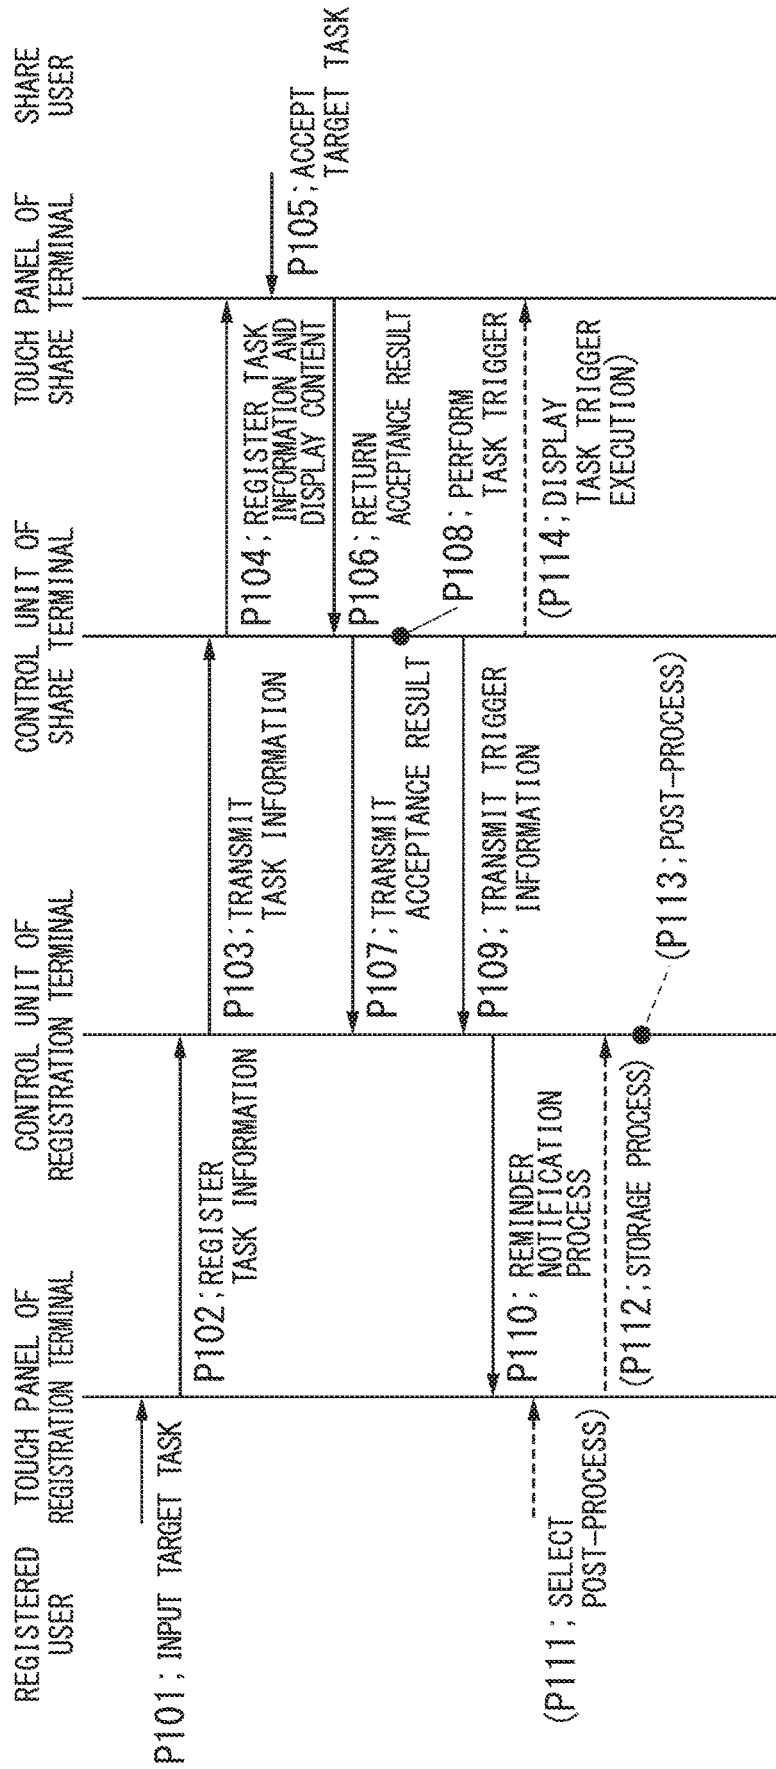 REGISTERED
USER
TOUCH PANEL OF
REGISTRATION TERMINAL
CONTROL UNIT OF
REGISTRATION TERMINAL
CONTROL UNIT OF
SHARE TERMINAL
TOUCH PANEL OF
SHARE TERMINAL
SHARE
USER
P101; INPUT TARGET TASK
P102; REGISTER
TASK INFORMATION
P103; TRANSMIT
TASK INFORMATION
P104; REGISTER TASK
INFORMATION AND
DISPLAY CONTENT
P105; ACCEPT
TARGET TASK
P106; RETURN
ACCEPTANCE RESULT
P107; TRANSMIT
ACCEPTANCE RESULT
P108; PERFORM
TASK TRIGGER
P109; TRANSMIT TRIGGER
INFORMATION
P110; REMINDER
NOTIFICATION
PROCESS
(P111; SELECT
POST-PROCESS)
(P112; STORAGE PROCESS)
(P113; POST-PROCESS)
(P114; DISPLAY
TASK TRIGGER
EXECUTION)